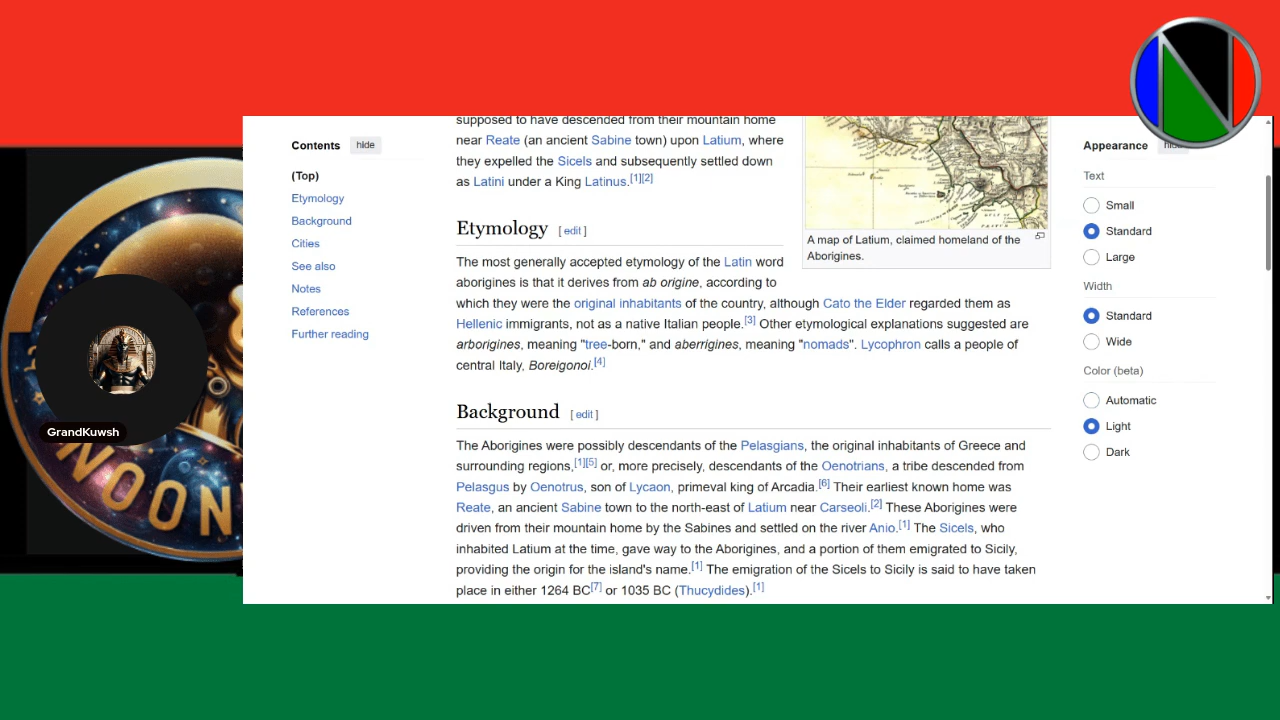 Contents hide
(Top)
Etymology
Background
Cities
See also
Notes
References
Further reading
supposed to have descended from their mountain home
near Reate (an ancient Sabine town) upon Latium, where
they expelled the Sicels and subsequently settled down
as Latini under a King Latinus.[1][2]
A map of Latium, claimed homeland of the
Aborigines.
Etymology [ edit ]
The most generally accepted etymology of the Latin word
aborigines is that it derives from ab origine, according to
which they were the original inhabitants of the country, although Cato the Elder regarded them as
Hellenic immigrants, not as a native Italian people.[3] Other etymological explanations suggested are
arborigines, meaning "tree-born," and aberrigines, meaning "nomads". Lycophron calls a people of
central Italy, Boreigonoi.[4]
Background [ edit ]
The Aborigines were possibly descendants of the Pelasgians, the original inhabitants of Greece and
surrounding regions,[1][5] or, more precisely, descendants of the Oenotrians, a tribe descended from
Pelasgus by Oenotrus, son of Lycaon, primeval king of Arcadia.[6] Their earliest known home was
Reate, an ancient Sabine town to the north-east of Latium near Carseoli.[2] These Aborigines were
driven from their mountain home by the Sabines and settled on the river Anio.[1] The Sicels, who
inhabited Latium at the time, gave way to the Aborigines, and a portion of them emigrated to Sicily,
providing the origin for the island's name.[1] The emigration of the Sicels to Sicily is said to have taken
place in either 1264 BC[7] or 1035 BC (Thucydides).[1]
Appearance hide
Text
Small
Standard
Large
Width
Standard
Wide
Color (beta)
Automatic
Light
Dark
GrandKuwsh
NOON
N